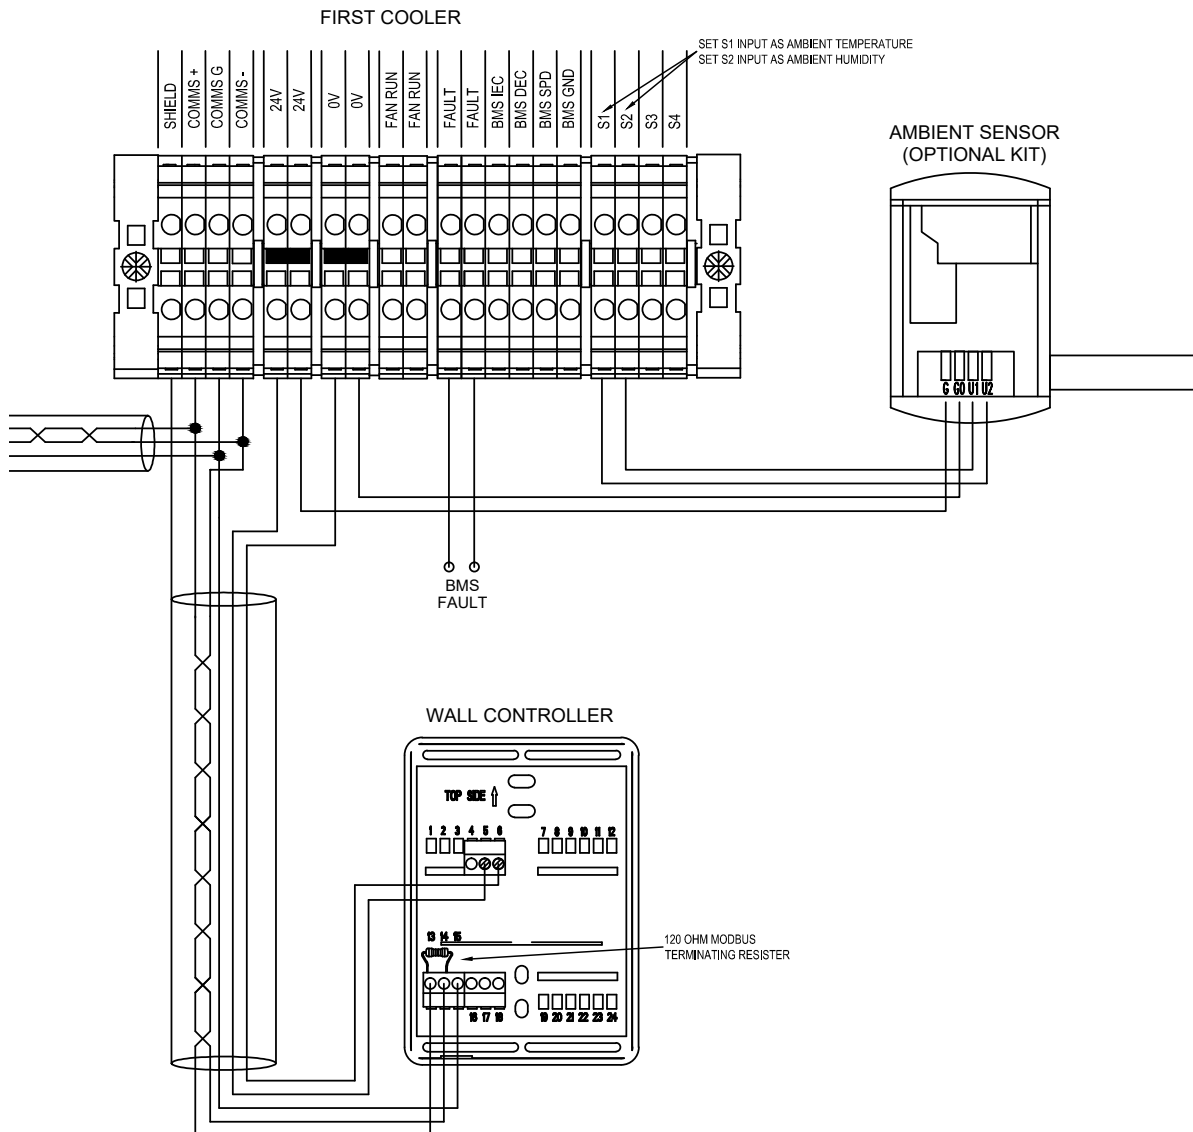 FIRST COOLER
SET S1 INPUT AS AMBIENT TEMPERATURE
SET S2 INPUT AS AMBIENT HUMIDITY
SHIELD
COMMS +
COMMS G
COMMS -
24V
24V
0V
0V
FAN RUN
FAN RUN
FAULT
FAULT
BMS IEC
BMS DEC
BMS SPD
BMS GND
S1
S2
S3
S4
AMBIENT SENSOR
(OPTIONAL KIT)
G G0 U1 U2
BMS
FAULT
WALL CONTROLLER
TOP SIDE
1 2 3 4 5 6 7 8 9 10 11 12
13 14 15
120 OHM MODBUS
TERMINATING RESISTER
16 17 18 19 20 21 22 23 24